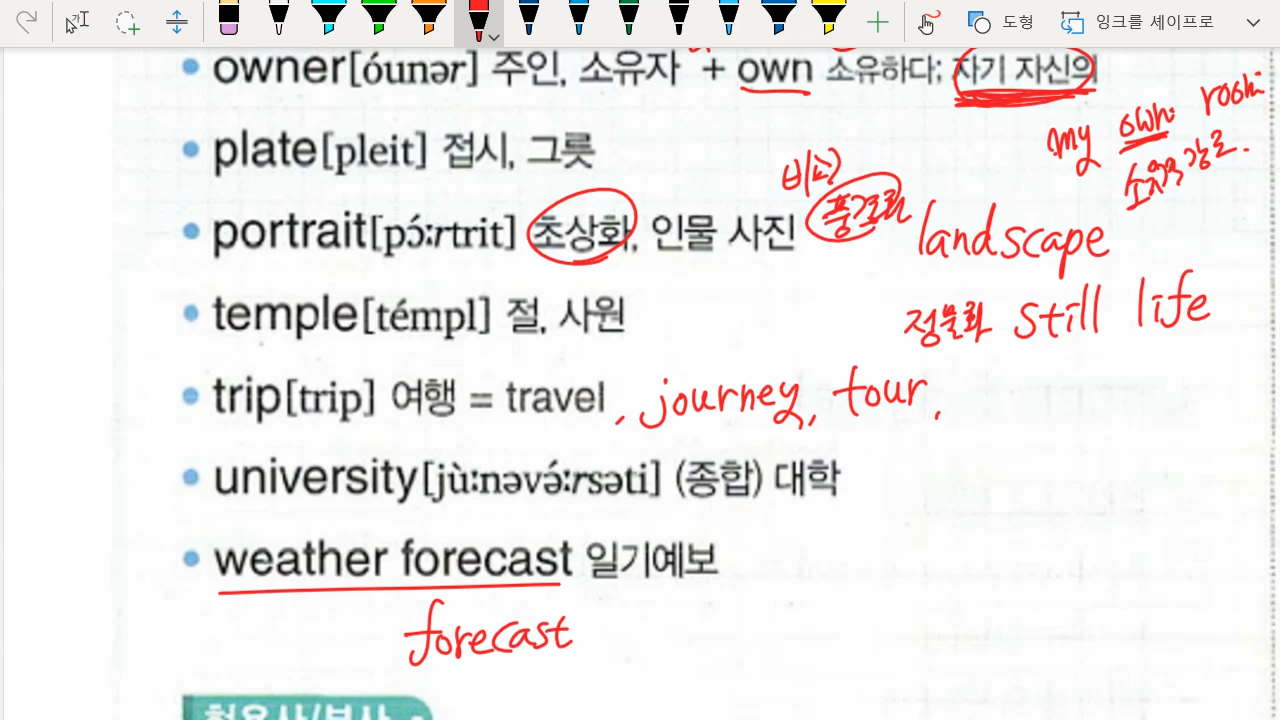 도형 잉크를 셰이프로
owner[óunər] 주인, 소유자 + own 소유하다; 자기 자신의
my own room
소유격 강조.
plate[pleit] 접시, 그릇
portrait[pɔ́ːrtrit] 초상화, 인물 사진 풍경화 landscape
정물화 still life
temple[témpl] 절, 사원
trip[trip] 여행 = travel, journey, tour,
university[jùːnəvə́ːrsəti] (종합) 대학
weather forecast 일기예보
forecast